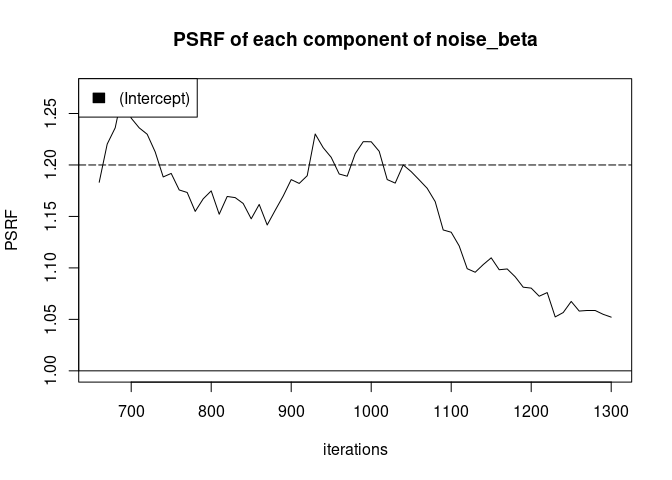 PSRF of each component of noise_beta
(Intercept)
PSRF
1.25
1.20
1.15
1.10
1.05
1.00
700 800 900 1000 1100 1200 1300
iterations